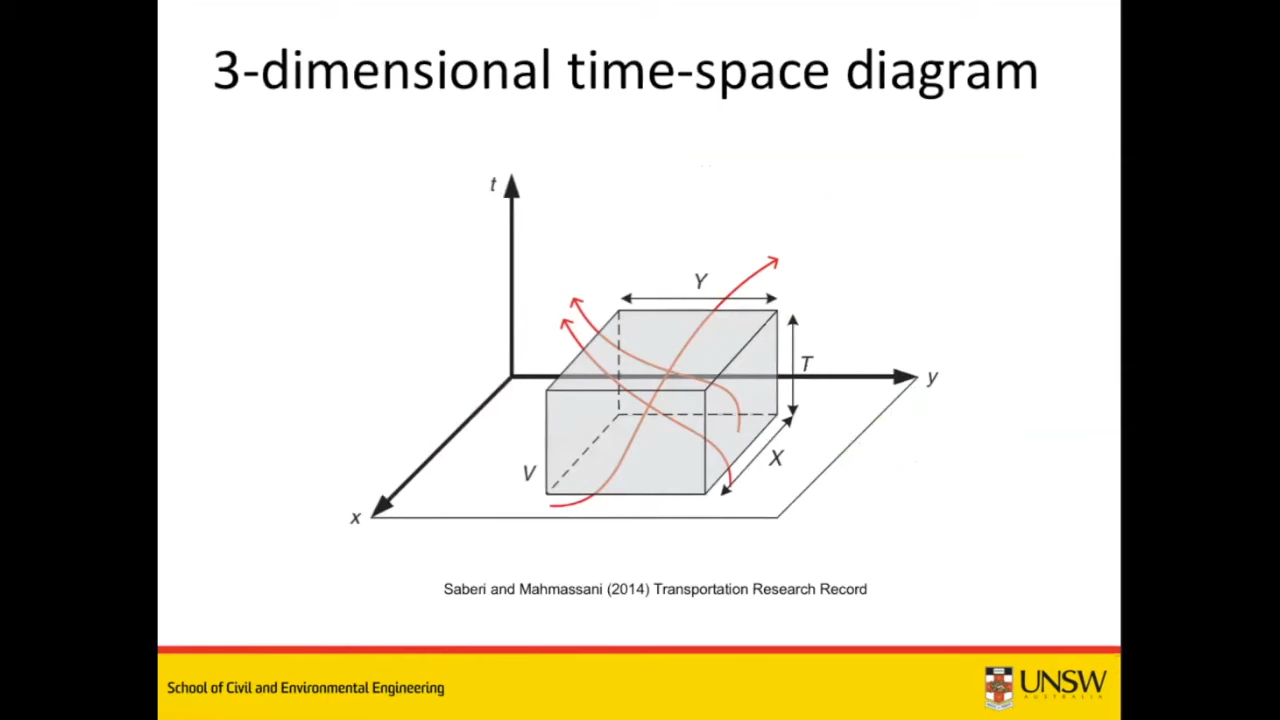 3-dimensional time-space diagram
t
Y
T
y
X
V
x
Saberi and Mahmassani (2014) Transportation Research Record
School of Civil and Environmental Engineering
UNSW
AUSTRALIA